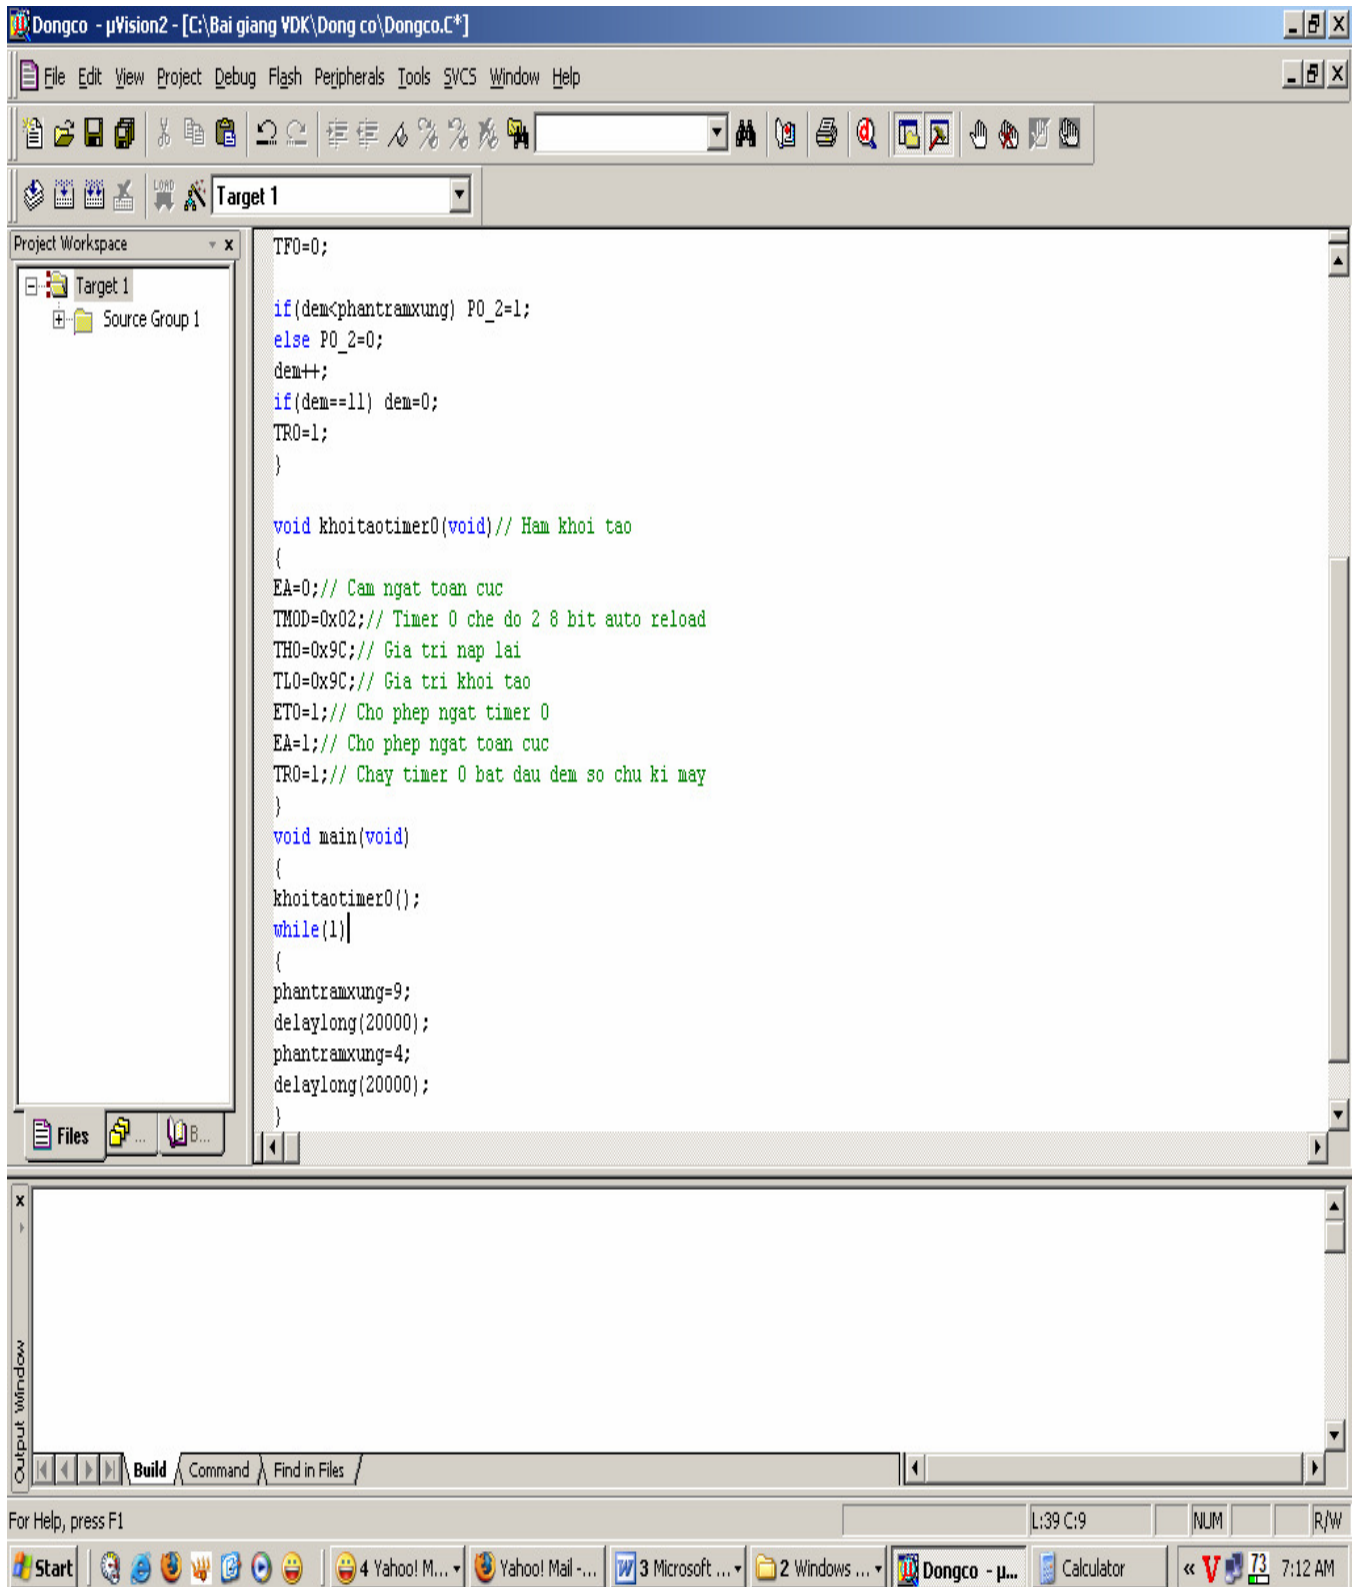 Dongco - µVision2 - [C:\Bai giang VDK\Dong co\Dongco.C*]
File Edit View Project Debug Flash Peripherals Tools SVCS Window Help
LOAD Target 1
Project Workspace
Target 1
Source Group 1
TF0=0;
if(dem<phantramxung) P0_2=1;
else P0_2=0;
dem++;
if(dem==11) dem=0;
TR0=1;
}
void khoitaotimer0(void)// Ham khoi tao
{
EA=0;// Cam ngat toan cuc
TMOD=0x02;// Timer 0 che do 2 8 bit auto reload
TH0=0x9C;// Gia tri nap lai
TL0=0x9C;// Gia tri khoi tao
ET0=1;// Cho phep ngat timer 0
EA=1;// Cho phep ngat toan cuc
TR0=1;// Chay timer 0 bat dau dem so chu ki may
}
void main(void)
{
khoitaotimer0();
while(1)
{
phantramxung=9;
delaylong(20000);
phantramxung=4;
delaylong(20000);
}
Files ... B...
Output Window
Build Command Find in Files
For Help, press F1 L:39 C:9 NUM R/W
Start 4 Yahoo! M... Yahoo! Mail -... 3 Microsoft ... 2 Windows ... Dongco - µ... Calculator « V 73 7:12 AM